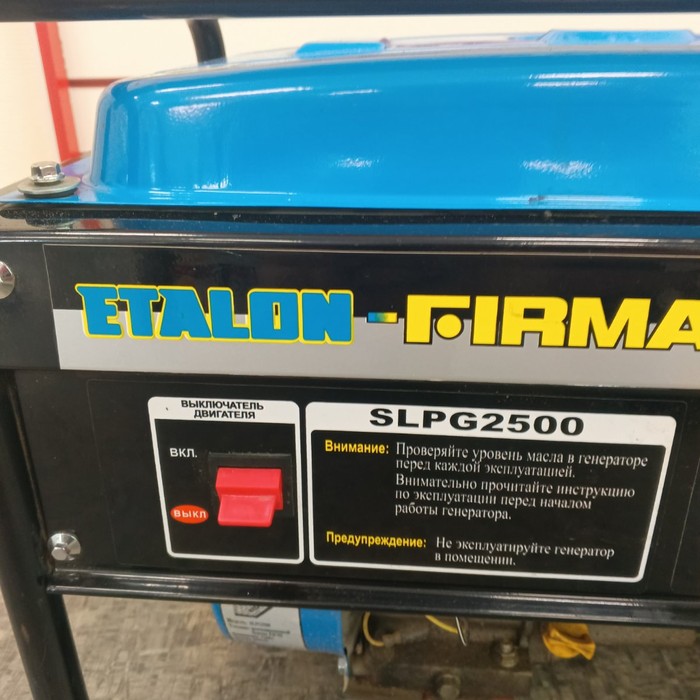 ETALON-FIRMA
ВЫКЛЮЧАТЕЛЬ
ДВИГАТЕЛЯ
ВКЛ.
ВЫКЛ
SLPG2500
Внимание: Проверяйте уровень масла в генераторе
перед каждой эксплуатацией.
Внимательно прочитайте инструкцию
по эксплуатации перед началом
работы генератора.
Предупреждение: Не эксплуатируйте генератор
в помещении.